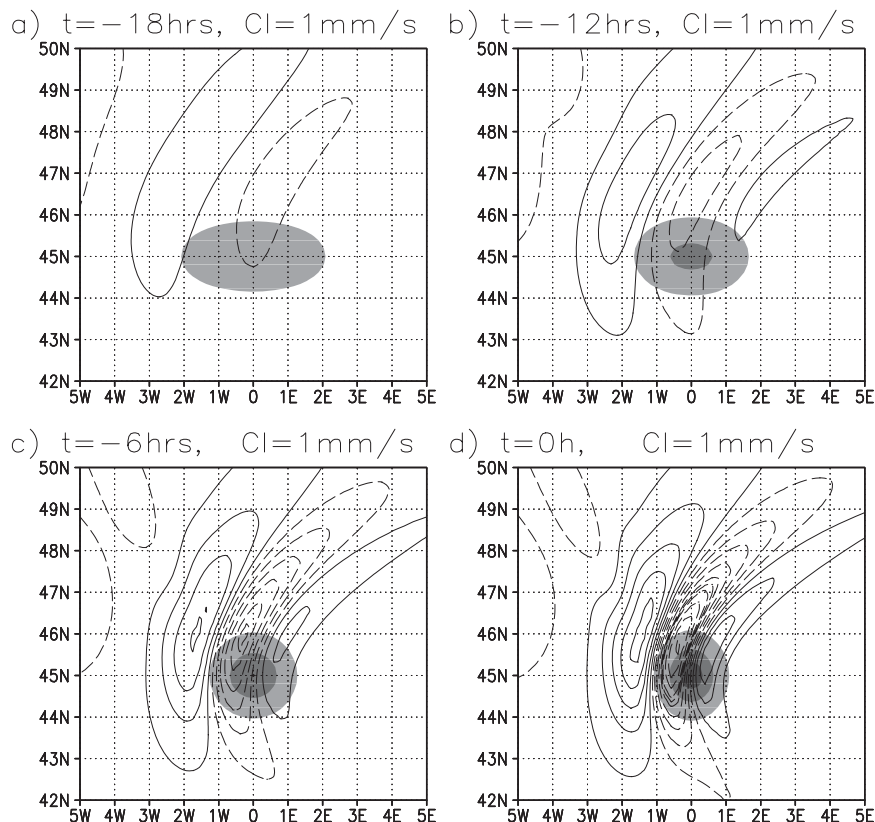 a) t=−18hrs, CI=1mm/s
50N
49N
48N
47N
46N
45N
44N
43N
42N
5W 4W 3W 2W 1W 0 1E 2E 3E 4E 5E
b) t=−12hrs, CI=1mm/s
50N
49N
48N
47N
46N
45N
44N
43N
42N
5W 4W 3W 2W 1W 0 1E 2E 3E 4E 5E
c) t=−6hrs, CI=1mm/s
50N
49N
48N
47N
46N
45N
44N
43N
42N
5W 4W 3W 2W 1W 0 1E 2E 3E 4E 5E
d) t=0h, CI=1mm/s
50N
49N
48N
47N
46N
45N
44N
43N
42N
5W 4W 3W 2W 1W 0 1E 2E 3E 4E 5E